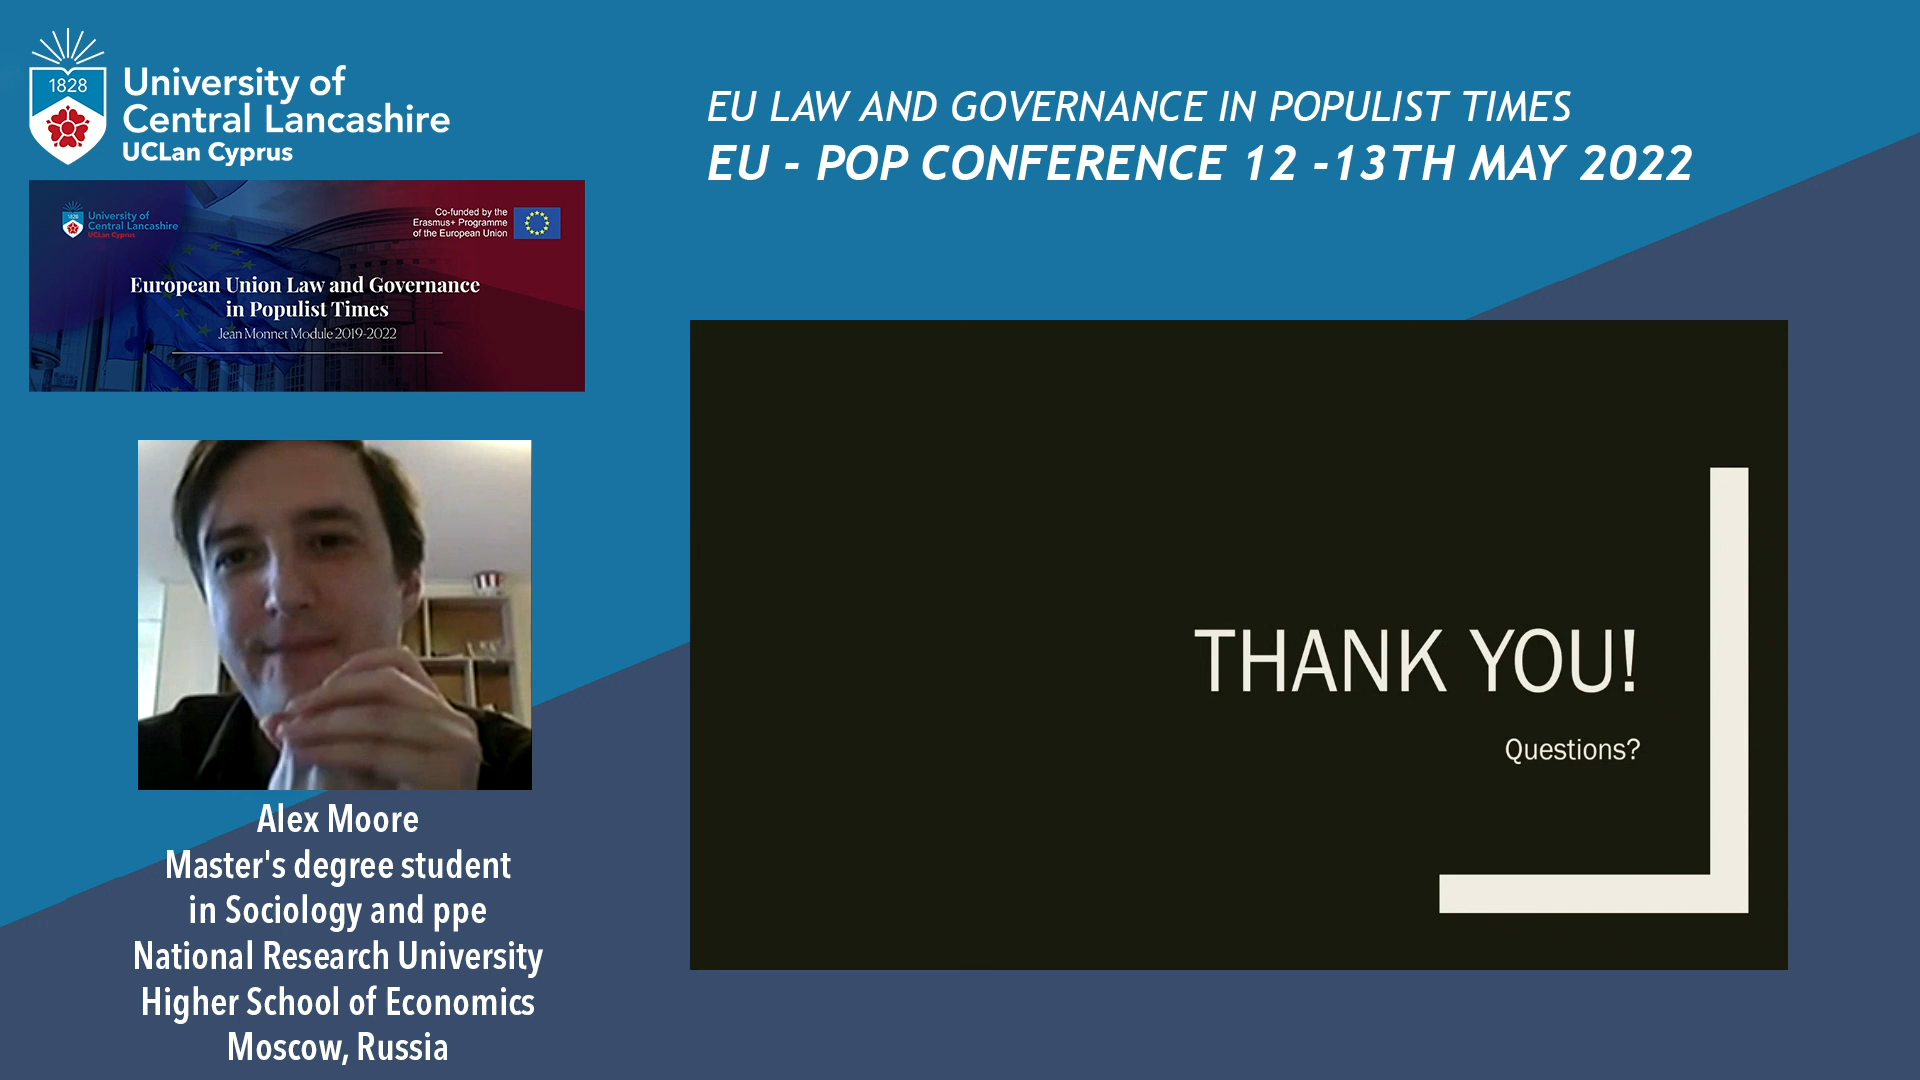 1828
University of
Central Lancashire
UCLan Cyprus
EU LAW AND GOVERNANCE IN POPULIST TIMES
EU - POP CONFERENCE 12 -13TH MAY 2022
1828
University of
Central Lancashire
UCLan Cyprus
Co-funded by the
Erasmus+ Programme
of the European Union
European Union Law and Governance
in Populist Times
Jean Monnet Module 2019-2022
THANK YOU!
Questions?
Alex Moore
Master's degree student
in Sociology and ppe
National Research University
Higher School of Economics
Moscow, Russia